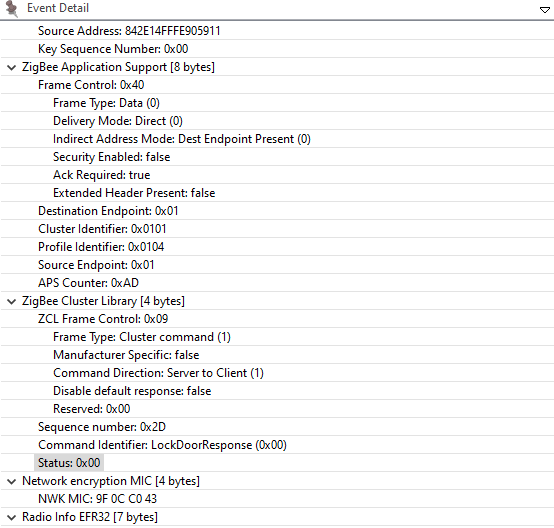 Event Detail
Source Address: 842E14FFFE905911
Key Sequence Number: 0x00
ZigBee Application Support [8 bytes]
Frame Control: 0x40
Frame Type: Data (0)
Delivery Mode: Direct (0)
Indirect Address Mode: Dest Endpoint Present (0)
Security Enabled: false
Ack Required: true
Extended Header Present: false
Destination Endpoint: 0x01
Cluster Identifier: 0x0101
Profile Identifier: 0x0104
Source Endpoint: 0x01
APS Counter: 0xAD
ZigBee Cluster Library [4 bytes]
ZCL Frame Control: 0x09
Frame Type: Cluster command (1)
Manufacturer Specific: false
Command Direction: Server to Client (1)
Disable default response: false
Reserved: 0x00
Sequence number: 0x2D
Command Identifier: LockDoorResponse (0x00)
Status: 0x00
Network encryption MIC [4 bytes]
NWK MIC: 9F 0C C0 43
Radio Info EFR32 [7 bytes]